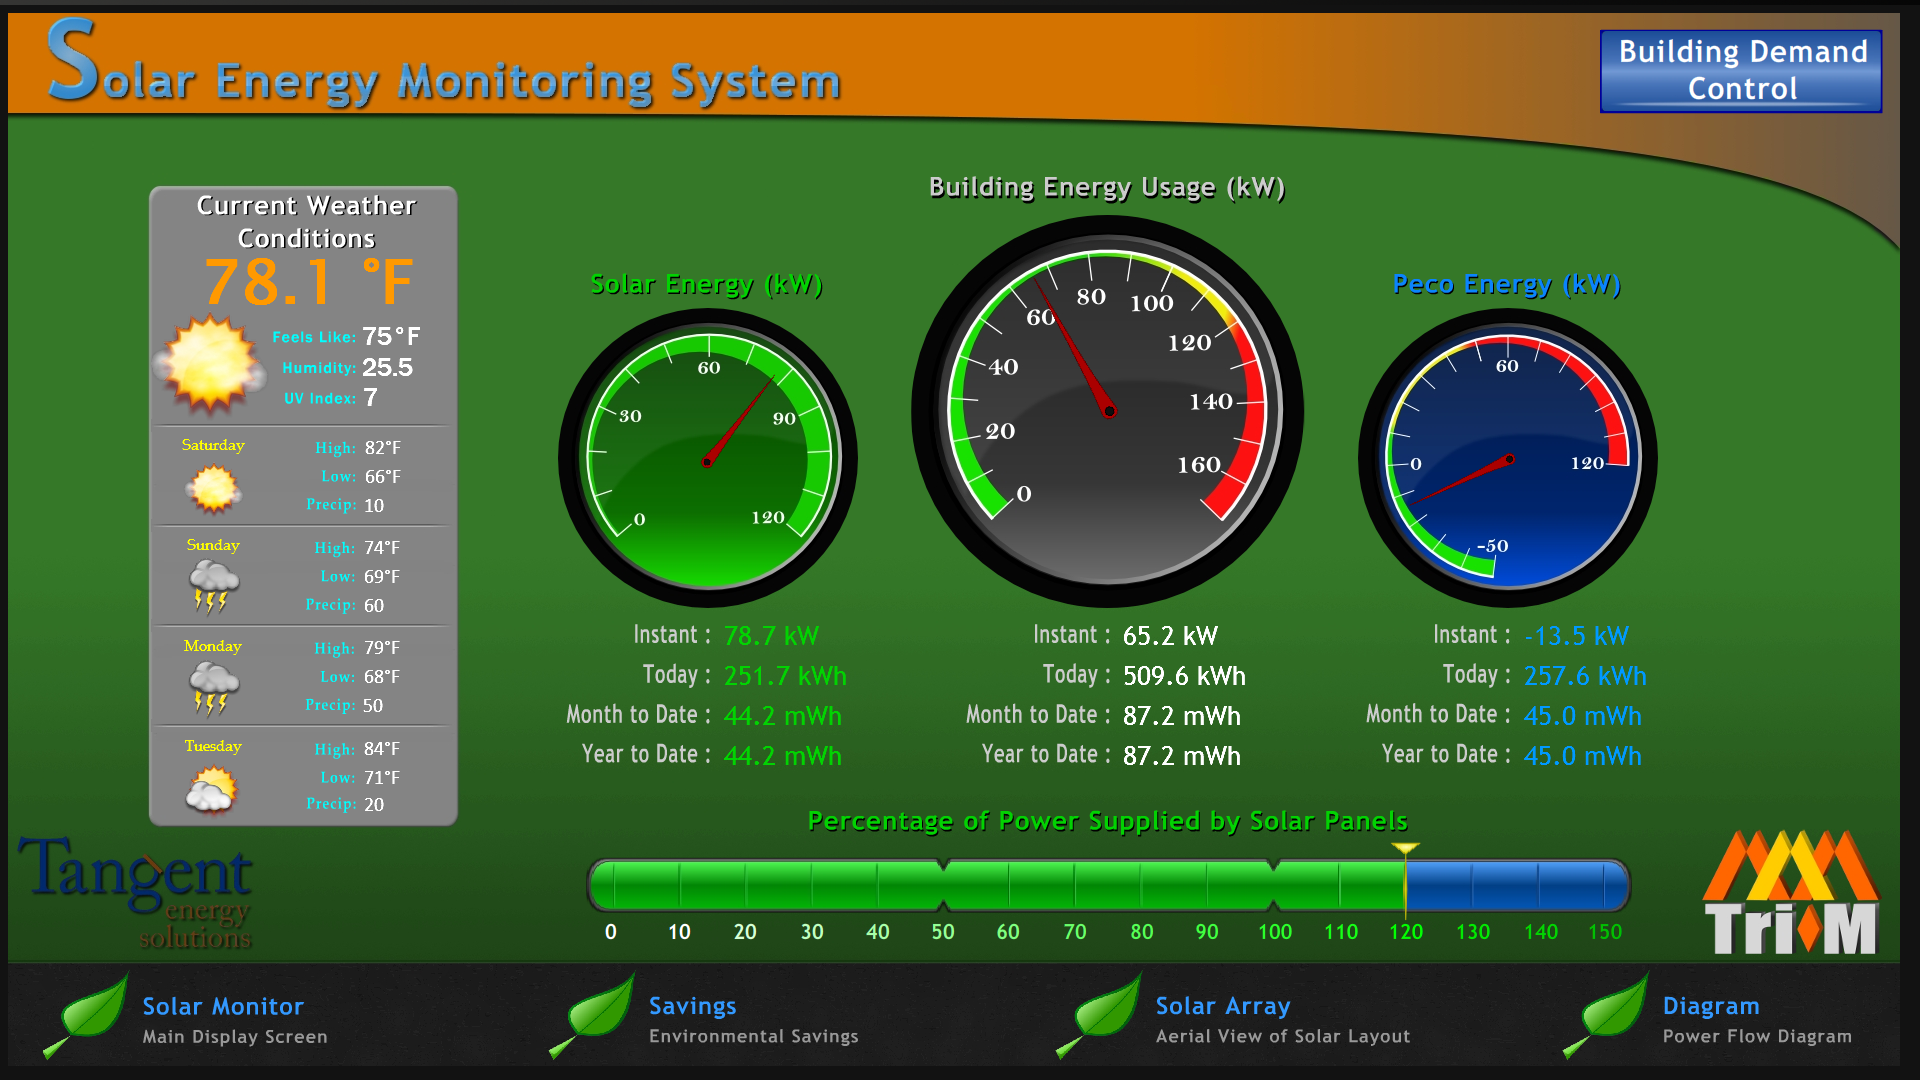 Solar Energy Monitoring System
Building Demand
Control
Current Weather
Conditions
78.1 °F
Feels Like: 75°F
Humidity: 25.5
UV Index: 7
Saturday
High: 82°F
Low: 66°F
Precip: 10
Sunday
High: 74°F
Low: 69°F
Precip: 60
Monday
High: 79°F
Low: 68°F
Precip: 50
Tuesday
High: 84°F
Low: 71°F
Precip: 20
Solar Energy (kW)
0 30 60 90 120
Instant : 78.7 kW
Today : 251.7 kWh
Month to Date : 44.2 mWh
Year to Date : 44.2 mWh
Building Energy Usage (kW)
0 20 40 60 80 100 120 140 160
Instant : 65.2 kW
Today : 509.6 kWh
Month to Date : 87.2 mWh
Year to Date : 87.2 mWh
Peco Energy (kW)
-50 0 60 120
Instant : -13.5 kW
Today : 257.6 kWh
Month to Date : 45.0 mWh
Year to Date : 45.0 mWh
Percentage of Power Supplied by Solar Panels
0 10 20 30 40 50 60 70 80 90 100 110 120 130 140 150
Tangent
energy
solutions
Tri M
Solar Monitor
Main Display Screen
Savings
Environmental Savings
Solar Array
Aerial View of Solar Layout
Diagram
Power Flow Diagram